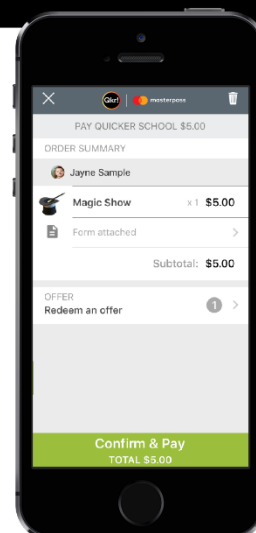 Qkr! masterpass
PAY QUICKER SCHOOL $5.00
ORDER SUMMARY
Jayne Sample
Magic Show x 1 $5.00
Form attached
Subtotal: $5.00
OFFER
Redeem an offer 1
Confirm & Pay
TOTAL $5.00